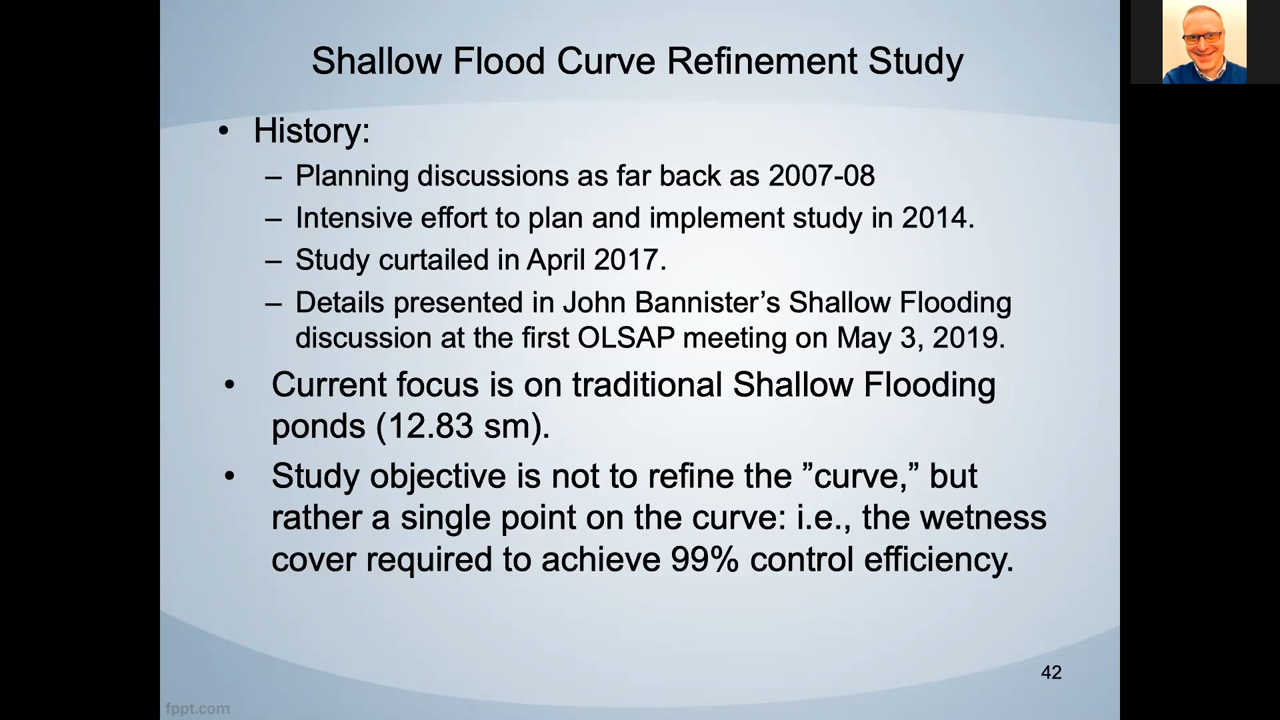 Shallow Flood Curve Refinement Study
• History:
– Planning discussions as far back as 2007-08
– Intensive effort to plan and implement study in 2014.
– Study curtailed in April 2017.
– Details presented in John Bannister’s Shallow Flooding
discussion at the first OLSAP meeting on May 3, 2019.
• Current focus is on traditional Shallow Flooding
ponds (12.83 sm).
• Study objective is not to refine the ”curve,” but
rather a single point on the curve: i.e., the wetness
cover required to achieve 99% control efficiency.
42
fppt.com